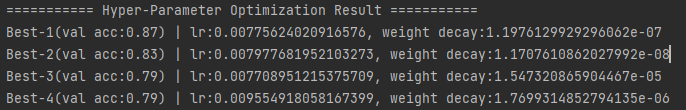 =========== Hyper-Parameter Optimization Result ===========
Best-1(val acc:0.87) | lr:0.00775624020916576, weight decay:1.1976129929296062e-07
Best-2(val acc:0.83) | lr:0.007977681952103273, weight decay:1.1707610862027992e-08
Best-3(val acc:0.79) | lr:0.007708951215375709, weight decay:1.547320865904467e-05
Best-4(val acc:0.79) | lr:0.009554918058167399, weight decay:1.7699314852794135e-06